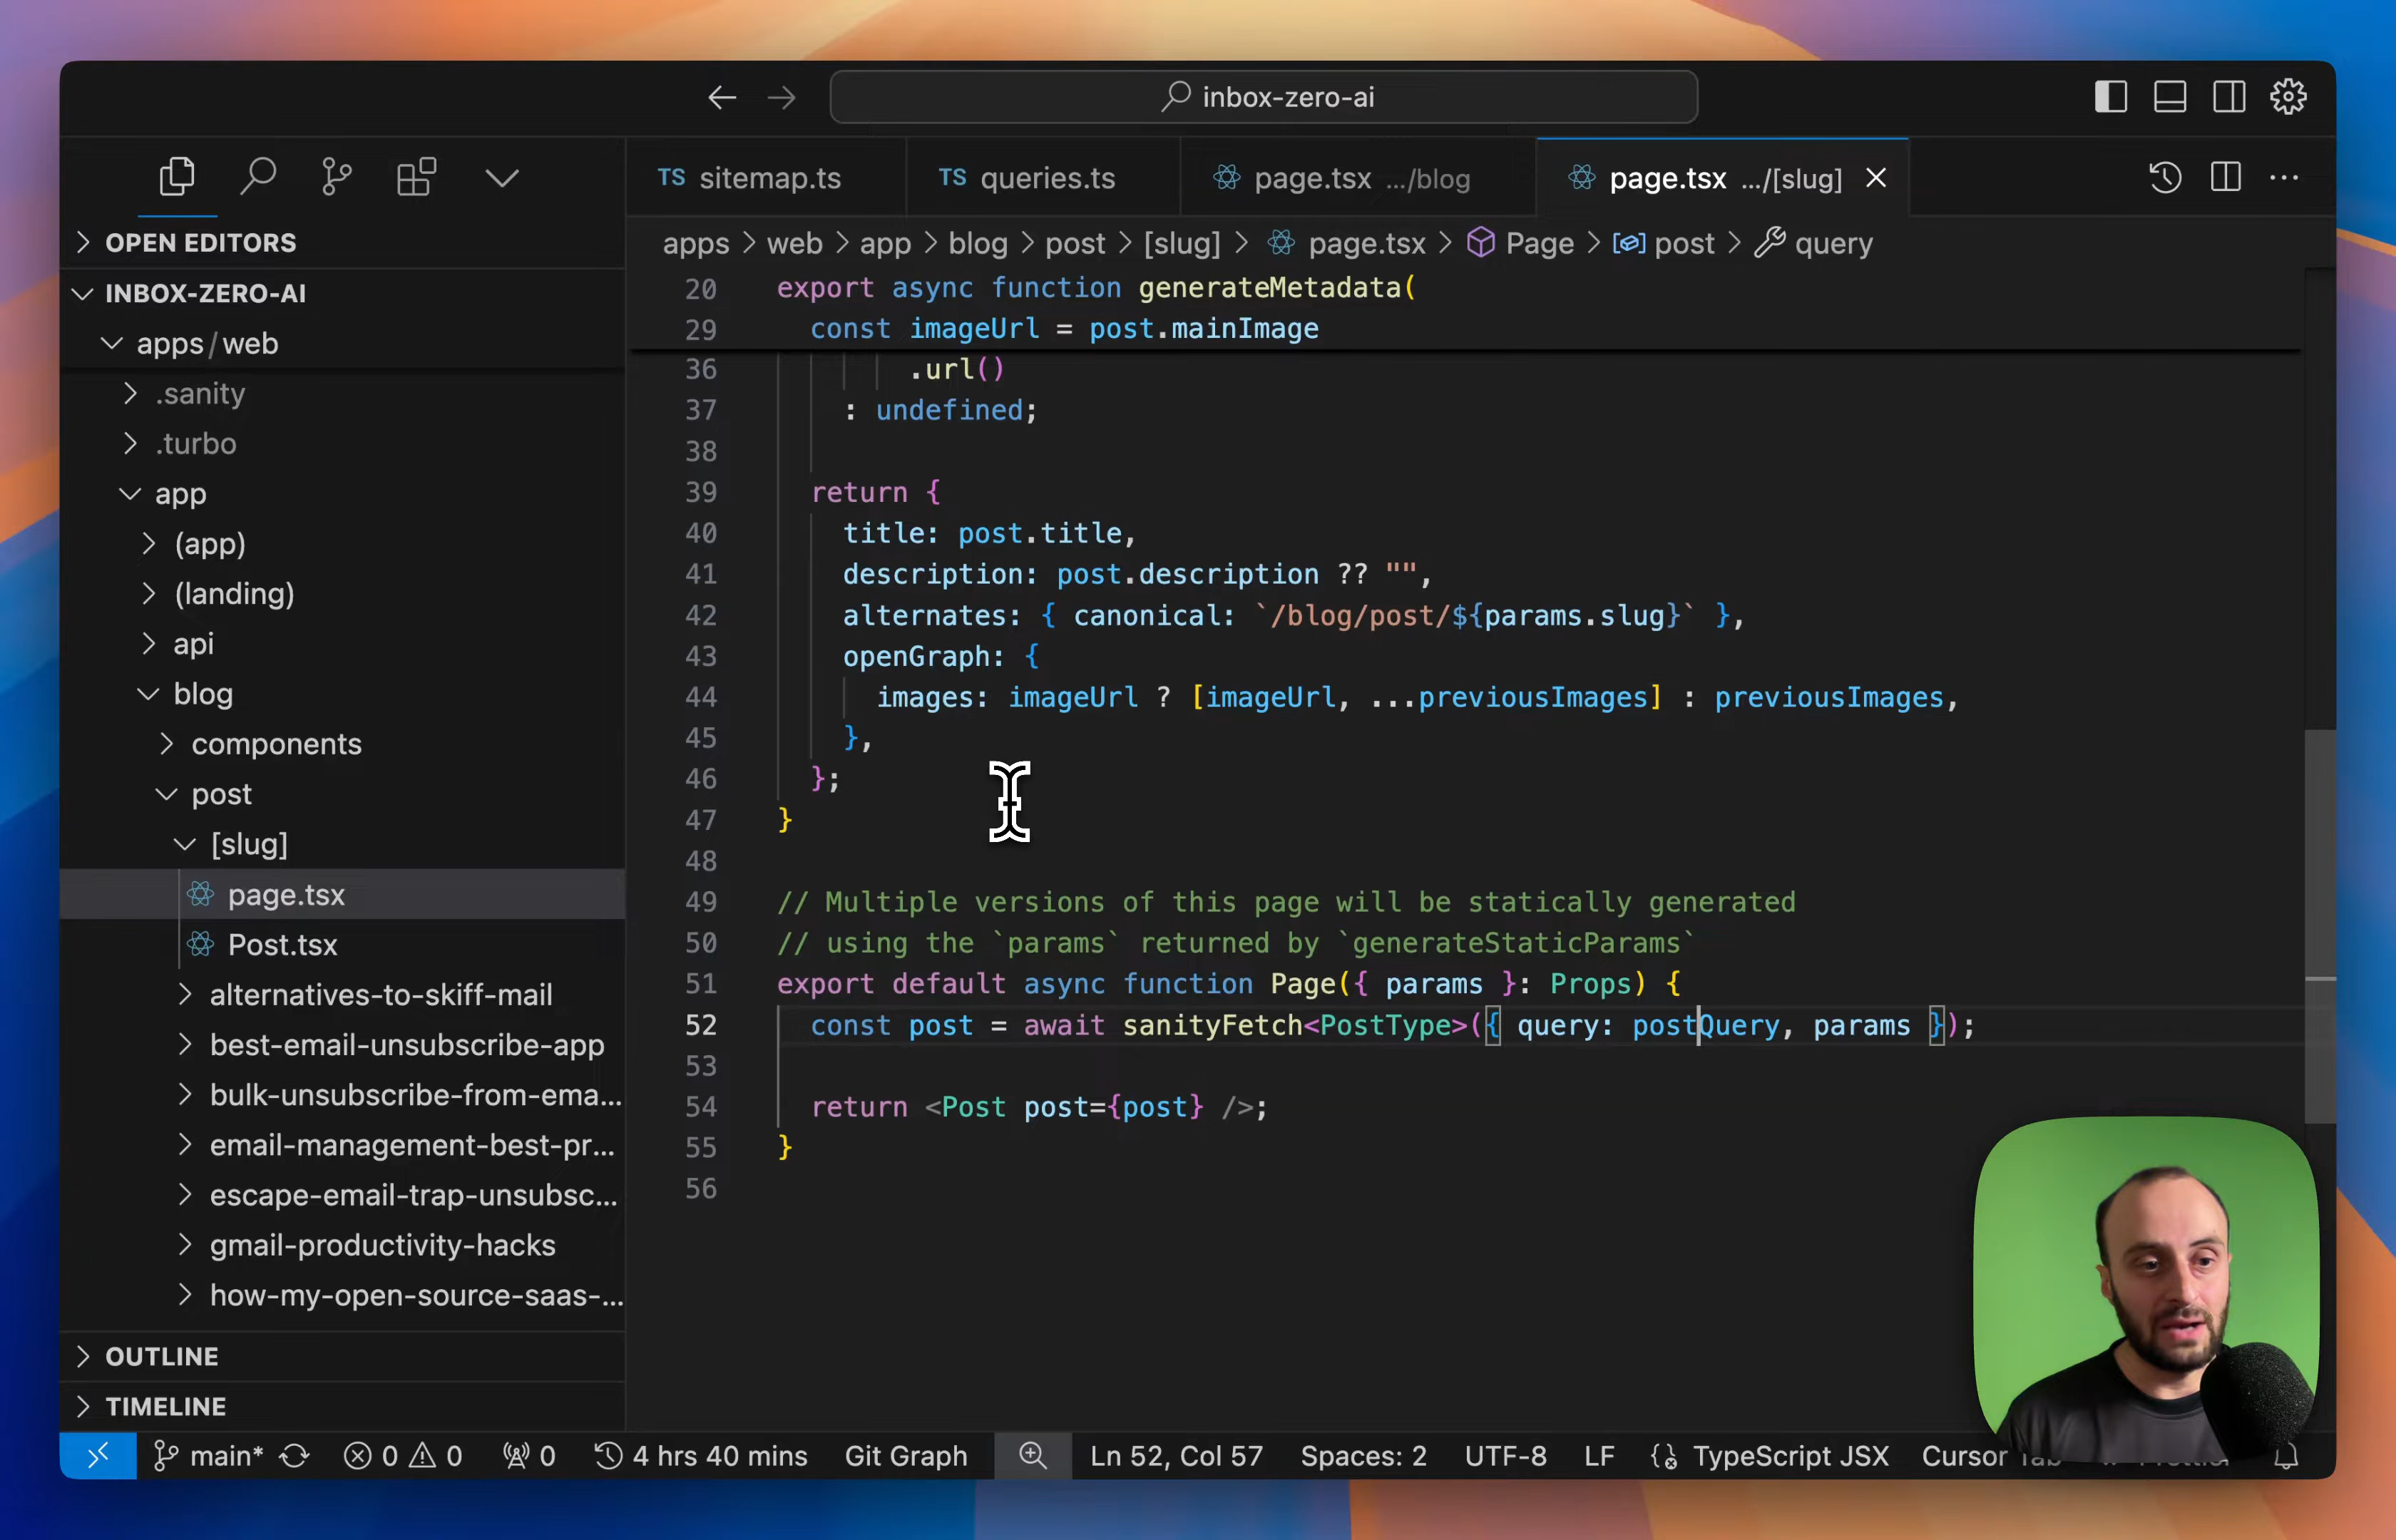 inbox-zero-ai
TS sitemap.ts
TS queries.ts
page.tsx .../blog
page.tsx .../[slug]
OPEN EDITORS
INBOX-ZERO-AI
apps/web
.sanity
.turbo
app
(app)
(landing)
api
blog
components
post
[slug]
page.tsx
Post.tsx
alternatives-to-skiff-mail
best-email-unsubscribe-app
bulk-unsubscribe-from-ema...
email-management-best-pr...
escape-email-trap-unsubsc...
gmail-productivity-hacks
how-my-open-source-saas-...
OUTLINE
TIMELINE
apps > web > app > blog > post > [slug] > page.tsx > Page > post > query
20 export async function generateMetadata(
29 const imageUrl = post.mainImage
36 .url()
37 : undefined;
38
39 return {
40 title: post.title,
41 description: post.description ?? "",
42 alternates: { canonical: `/blog/post/${params.slug}` },
43 openGraph: {
44 images: imageUrl ? [imageUrl, ...previousImages] : previousImages,
45 },
46 };
47 }
48
49 // Multiple versions of this page will be statically generated
50 // using the `params` returned by `generateStaticParams`
51 export default async function Page({ params }: Props) {
52 const post = await sanityFetch<PostType>({ query: postQuery, params });
53
54 return <Post post={post} />;
55 }
56
main* 0 0 0 4 hrs 40 mins Git Graph Ln 52, Col 57 Spaces: 2 UTF-8 LF TypeScript JSX Cursor Tab